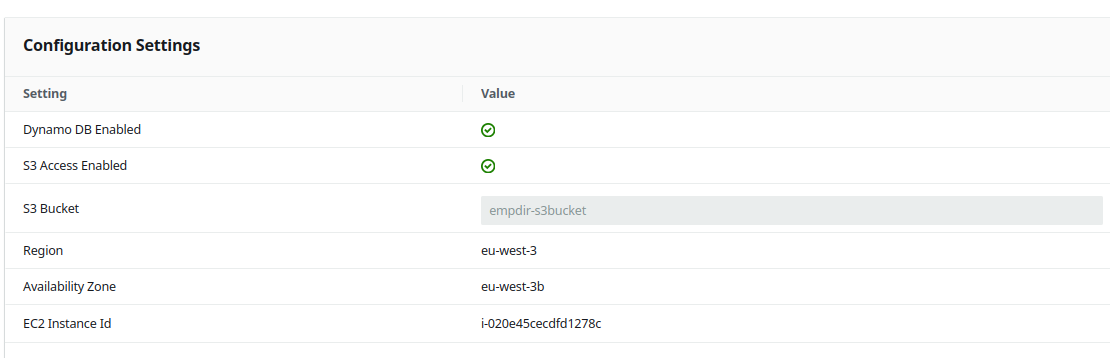 Configuration Settings
Setting Value
Dynamo DB Enabled
S3 Access Enabled
S3 Bucket empdir-s3bucket
Region eu-west-3
Availability Zone eu-west-3b
EC2 Instance Id i-020e45cecdfd1278c